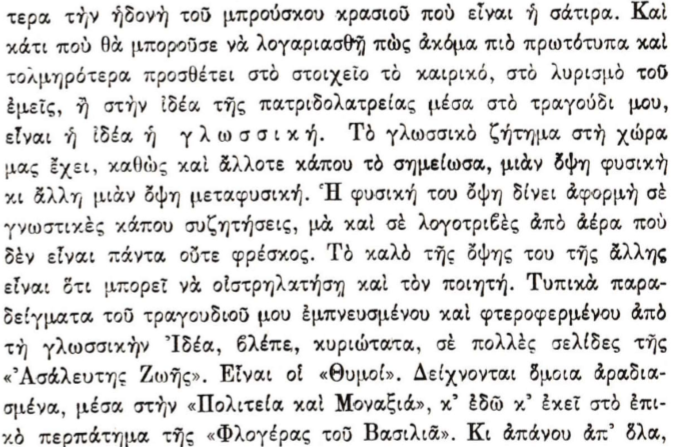 τερα τὴν ἡδονὴ τοῦ μπρούσκου κρασιοῦ ποὺ εἶναι ἡ σάτιρα. Καὶ
κάτι ποὺ θὰ μποροῦσε νὰ λογαριασθῇ πὼς ἀκόμα πιὸ πρωτότυπα καὶ
τολμηρότερα προσθέτει στὸ στοιχεῖο τὸ καιρικό, στὸ λυρισμὸ τοῦ
ἐμεῖς, ἢ στὴν ἰδέα τῆς πατριδολατρείας μέσα στὸ τραγούδι μου,
εἶναι ἡ ἰδέα ἡ γ λ ω σ σ ι κ ή. Τὸ γλωσσικὸ ζήτημα στὴ χώρα
μας ἔχει, καθὼς καὶ ἄλλοτε κάπου τὸ σημείωσα, μιὰν ὄψη φυσικὴ
κι ἄλλη μιὰν ὄψη μεταφυσική. Ἡ φυσική του ὄψη δίνει ἀφορμὴ σὲ
γνωστικὲς κάπου συζητήσεις, μὰ καὶ σὲ λογοτριβὲς ἀπὸ ἀέρα ποὺ
δὲν εἶναι πάντα οὔτε φρέσκος. Τὸ καλὸ τῆς ὄψης του τῆς ἄλλης
εἶναι ὅτι μπορεῖ νὰ οἰστρηλατήσῃ καὶ τὸν ποιητή. Τυπικὰ παρα-
δείγματα τοῦ τραγουδιοῦ μου ἐμπνευσμένου καὶ φτεροφερμένου ἀπὸ
τὴ γλωσσικὴν Ἰδέα, βλέπε, κυριώτατα, σὲ πολλὲς σελίδες τῆς
«Ἀσάλευτης Ζωῆς». Εἶναι οἱ «Θυμοί». Δείχνονται ὅμοια ἀραδια-
σμένα, μέσα στὴν «Πολιτεία καὶ Μοναξιά», κ' ἐδῶ κ' ἐκεῖ στὸ ἐπι-
κὸ περπάτημα τῆς «Φλογέρας τοῦ Βασιλιᾶ». Κι ἀπάνου ἀπ' ὅλα,